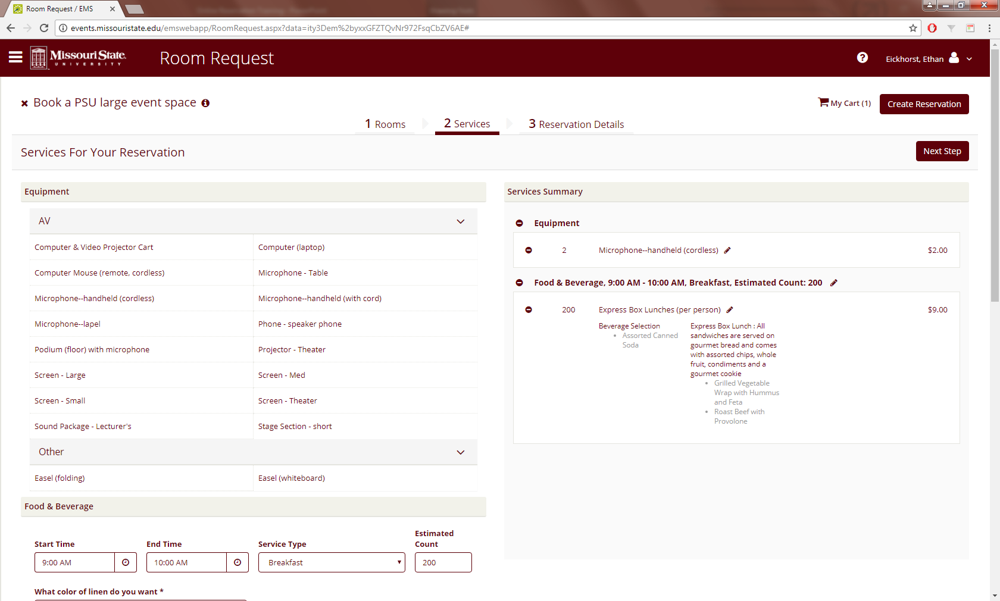 Room Request / EMS
events.missouristate.edu/emswebapp/RoomRequest.aspx?data=ity3Dem%2byxxGFZTQvNr972FsqCbZV6AE#
Missouri State.
UNIVERSITY
Room Request
Eickhorst, Ethan
Book a PSU large event space
My Cart (1)
Create Reservation
1 Rooms
2 Services
3 Reservation Details
Services For Your Reservation
Next Step
Equipment
AV
Computer & Video Projector Cart
Computer (laptop)
Computer Mouse (remote, cordless)
Microphone - Table
Microphone--handheld (cordless)
Microphone--handheld (with cord)
Microphone--lapel
Phone - speaker phone
Podium (floor) with microphone
Projector - Theater
Screen - Large
Screen - Med
Screen - Small
Screen - Theater
Sound Package - Lecturer's
Stage Section - short
Other
Easel (folding)
Easel (whiteboard)
Food & Beverage
Start Time
End Time
Service Type
Estimated
Count
9:00 AM
10:00 AM
Breakfast
200
What color of linen do you want *
Services Summary
Equipment
2 Microphone--handheld (cordless) $2.00
Food & Beverage, 9:00 AM - 10:00 AM, Breakfast, Estimated Count: 200
200 Express Box Lunches (per person) $9.00
Beverage Selection
• Assorted Canned
Soda
Express Box Lunch : All
sandwiches are served on
gourmet bread and comes
with assorted chips, whole
fruit, condiments and a
gourmet cookie
• Grilled Vegetable
Wrap with Hummus
and Feta
• Roast Beef with
Provolone